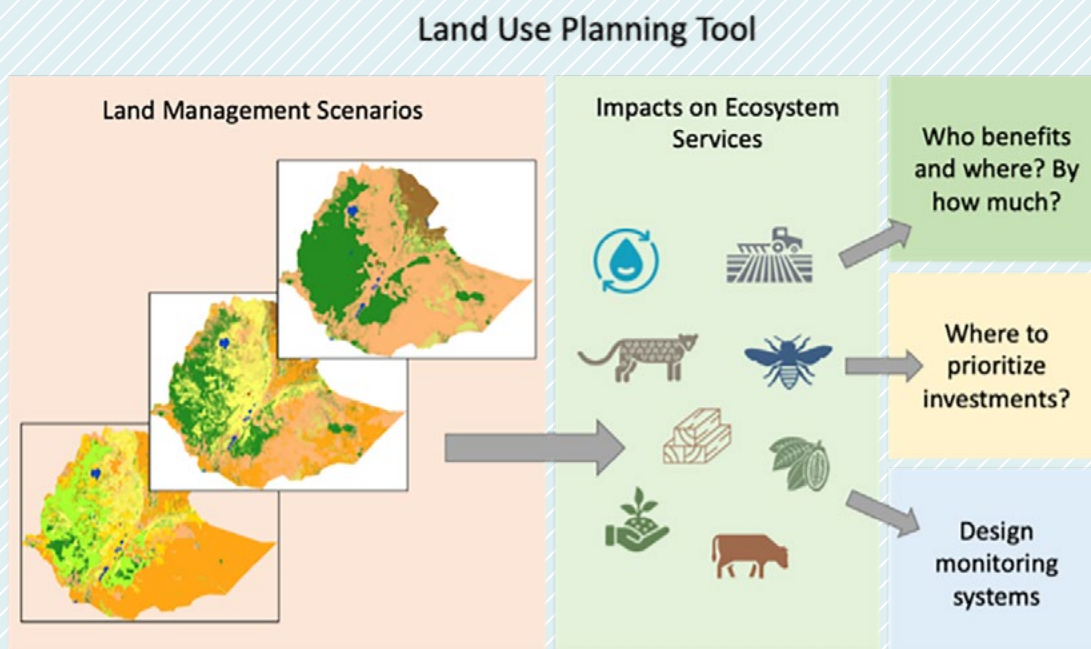 Land Use Planning Tool
Land Management Scenarios
Impacts on Ecosystem
Services
Who benefits
and where? By
how much?
Where to
prioritize
investments?
Design
monitoring
systems